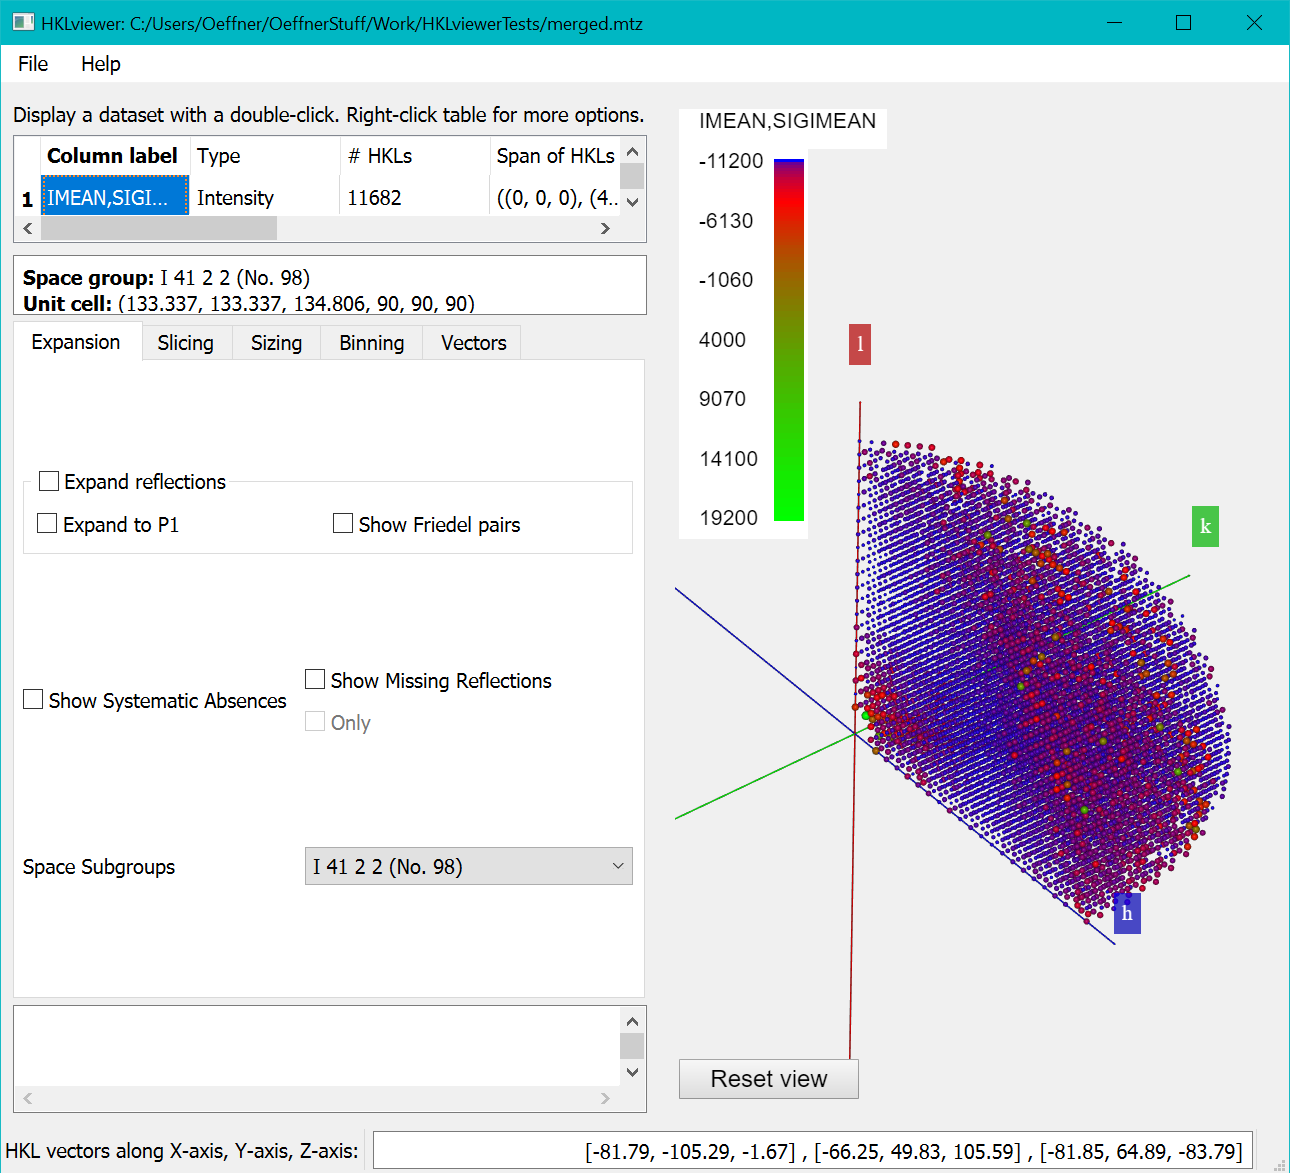 HKLviewer: C:/Users/Oeffner/OeffnerStuff/Work/HKLviewerTests/merged.mtz
File Help
Display a dataset with a double-click. Right-click table for more options.
Column label Type # HKLs Span of HKLs
1 IMEAN,SIGI... Intensity 11682 ((0, 0, 0), (4..
Space group: I 41 2 2 (No. 98)
Unit cell: (133.337, 133.337, 134.806, 90, 90, 90)
Expansion Slicing Sizing Binning Vectors
Expand reflections
Expand to P1 Show Friedel pairs
Show Systematic Absences
Show Missing Reflections
Only
Space Subgroups I 41 2 2 (No. 98)
IMEAN,SIGIMEAN
-11200
-6130
-1060
4000
9070
14100
19200
l
k
h
Reset view
HKL vectors along X-axis, Y-axis, Z-axis: [-81.79, -105.29, -1.67] , [-66.25, 49.83, 105.59] , [-81.85, 64.89, -83.79]